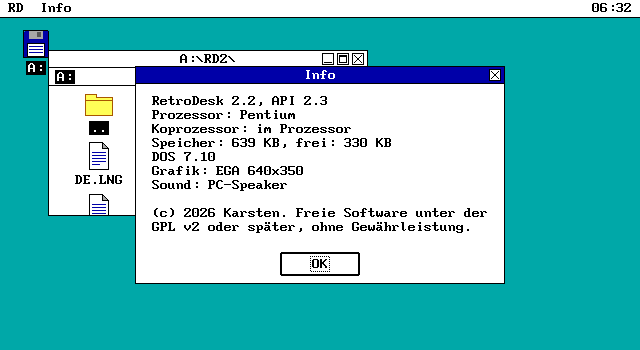 RD Info 06:32
A:
A:\RD2\
A:
..
DE.LNG
Info
RetroDesk 2.2, API 2.3
Prozessor: Pentium
Koprozessor: im Prozessor
Speicher: 639 KB, frei: 330 KB
DOS 7.10
Grafik: EGA 640x350
Sound: PC-Speaker
(c) 2026 Karsten. Freie Software unter der
GPL v2 oder später, ohne Gewährleistung.
OK